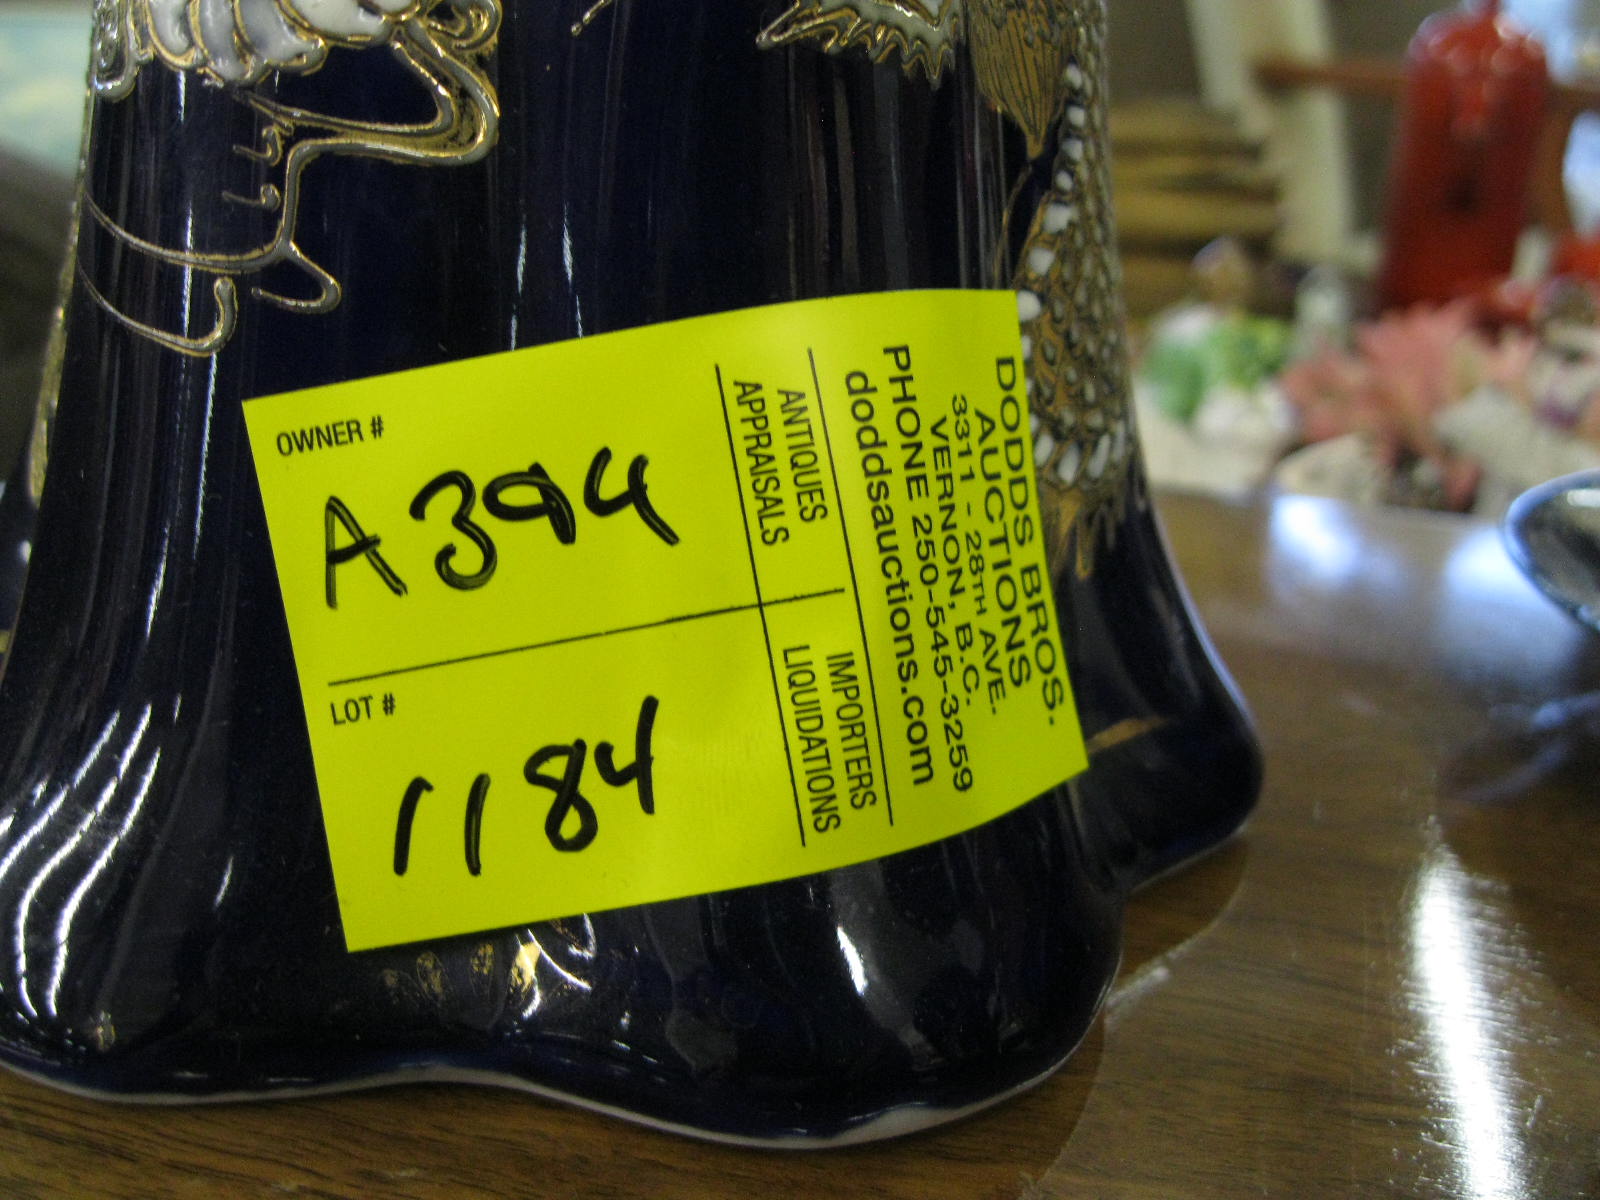 OWNER #
A394
LOT #
1184
ANTIQUES
APPRAISALS
IMPORTERS
LIQUIDATIONS
DODDS BROS.
AUCTIONS
3311 - 28TH AVE.
VERNON, B.C.
PHONE 250-545-3259
doddsauctions.com